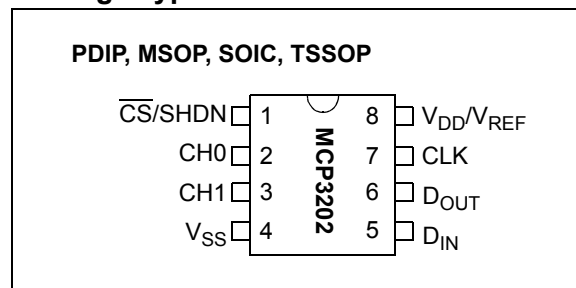 PDIP, MSOP, SOIC, TSSOP
CS/SHDN 1 8 VDD/VREF
CH0 2 7 CLK
CH1 3 6 DOUT
VSS 4 5 DIN
MCP3202